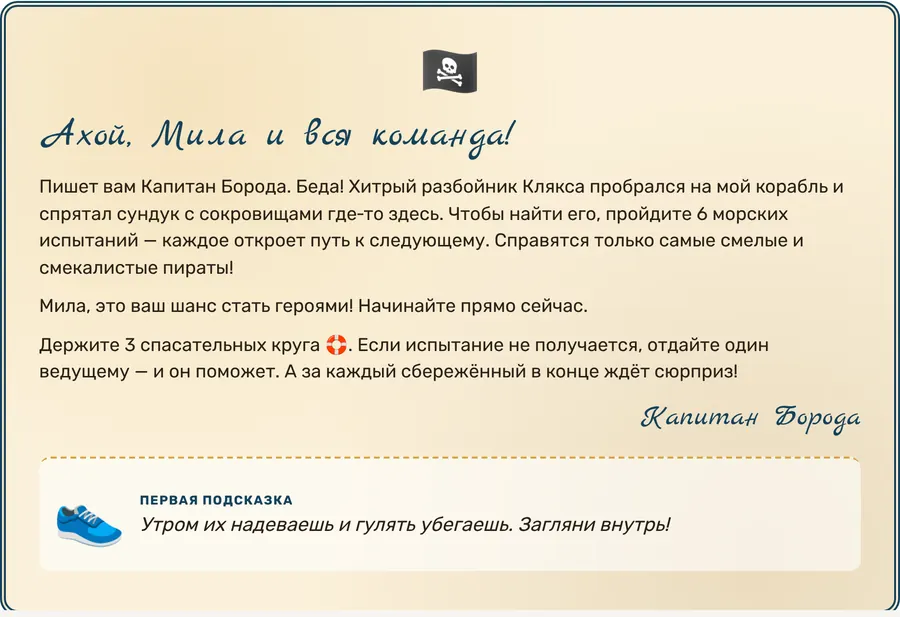 Ахой, Мила и вся команда!
Пишет вам Капитан Борода. Беда! Хитрый разбойник Клякса пробрался на мой корабль и
спрятал сундук с сокровищами где-то здесь. Чтобы найти его, пройдите 6 морских
испытаний — каждое откроет путь к следующему. Справятся только самые смелые и
смекалистые пираты!
Мила, это ваш шанс стать героями! Начинайте прямо сейчас.
Держите 3 спасательных круга 🛟. Если испытание не получается, отдайте один
ведущему — и он поможет. А за каждый сбережённый в конце ждёт сюрприз!
Капитан Борода
ПЕРВАЯ ПОДСКАЗКА
Утром их надеваешь и гулять убегаешь. Загляни внутрь!